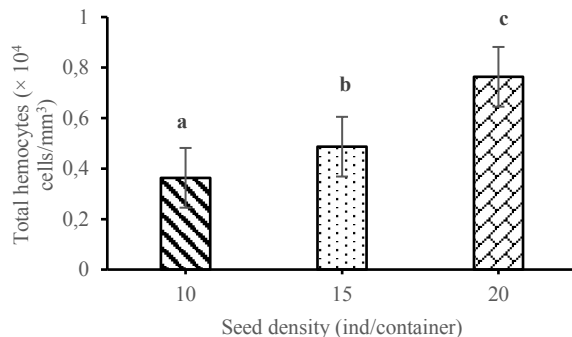 Total hemocytes (× 10⁴
cells/mm³)
1
0,8
0,6
0,4
0,2
0
a
b
c
10
15
20
Seed density (ind/container)